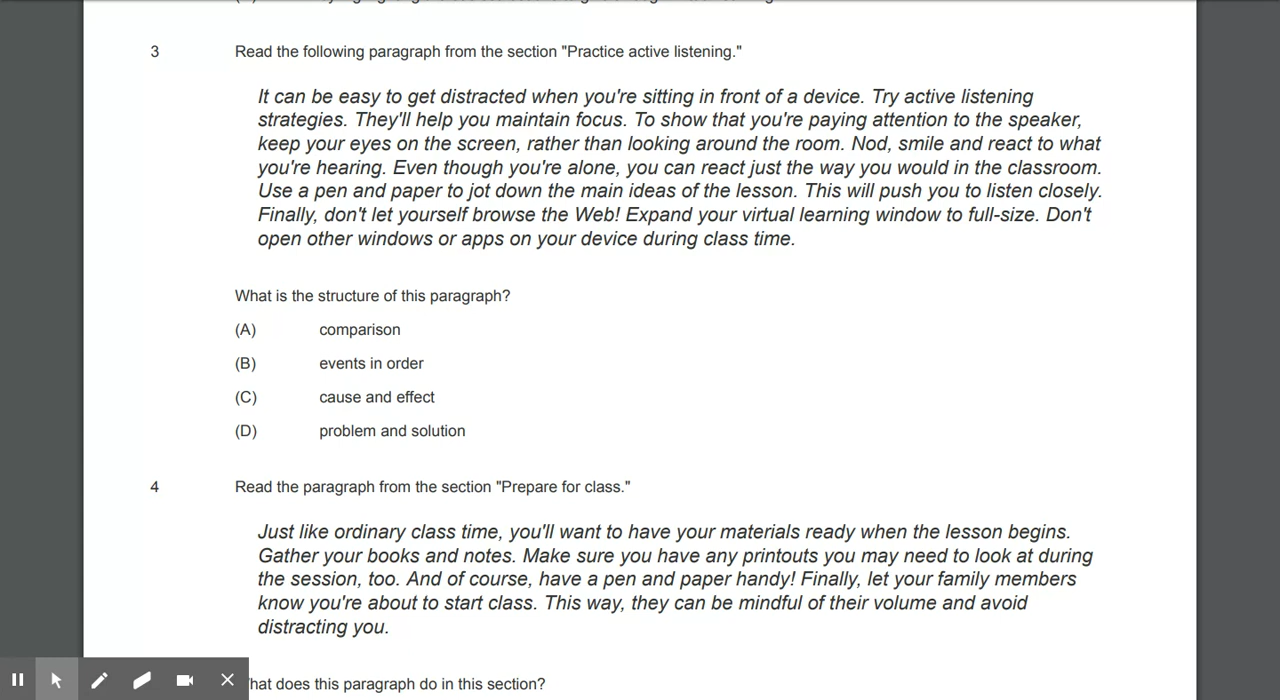 3 Read the following paragraph from the section "Practice active listening."
It can be easy to get distracted when you're sitting in front of a device. Try active listening
strategies. They'll help you maintain focus. To show that you're paying attention to the speaker,
keep your eyes on the screen, rather than looking around the room. Nod, smile and react to what
you're hearing. Even though you're alone, you can react just the way you would in the classroom.
Use a pen and paper to jot down the main ideas of the lesson. This will push you to listen closely.
Finally, don't let yourself browse the Web! Expand your virtual learning window to full-size. Don't
open other windows or apps on your device during class time.
What is the structure of this paragraph?
(A) comparison
(B) events in order
(C) cause and effect
(D) problem and solution
4 Read the paragraph from the section "Prepare for class."
Just like ordinary class time, you'll want to have your materials ready when the lesson begins.
Gather your books and notes. Make sure you have any printouts you may need to look at during
the session, too. And of course, have a pen and paper handy! Finally, let your family members
know you're about to start class. This way, they can be mindful of their volume and avoid
distracting you.
hat does this paragraph do in this section?